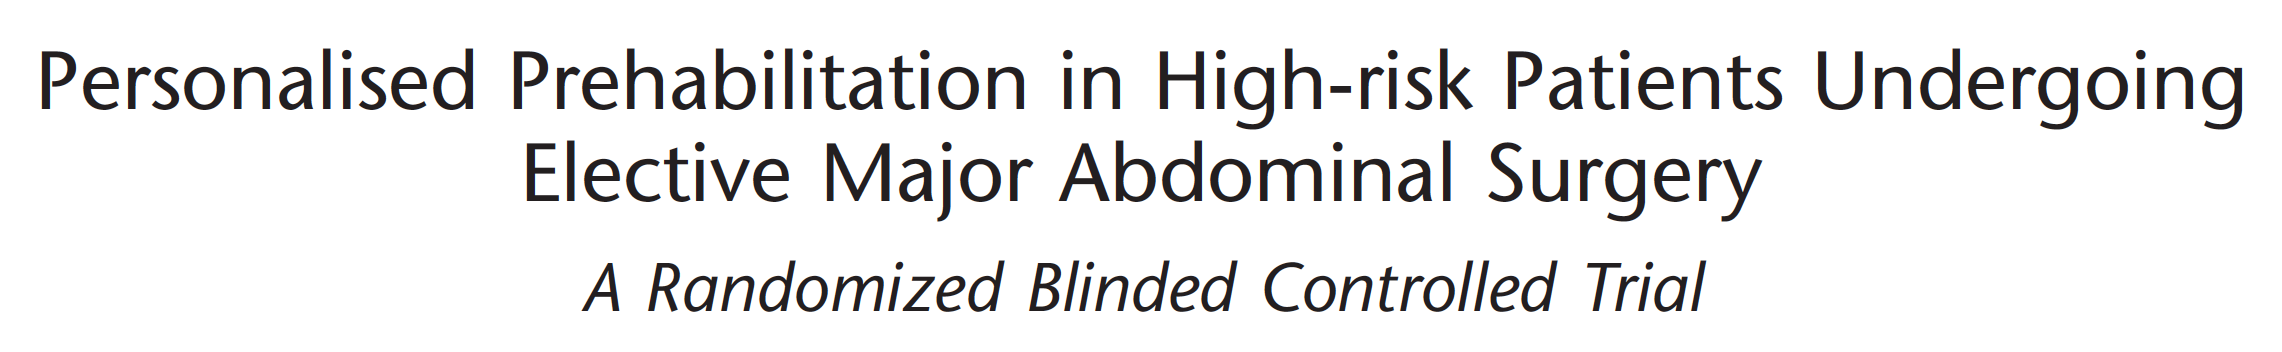 Personalised Prehabilitation in High-risk Patients Undergoing
Elective Major Abdominal Surgery
A Randomized Blinded Controlled Trial